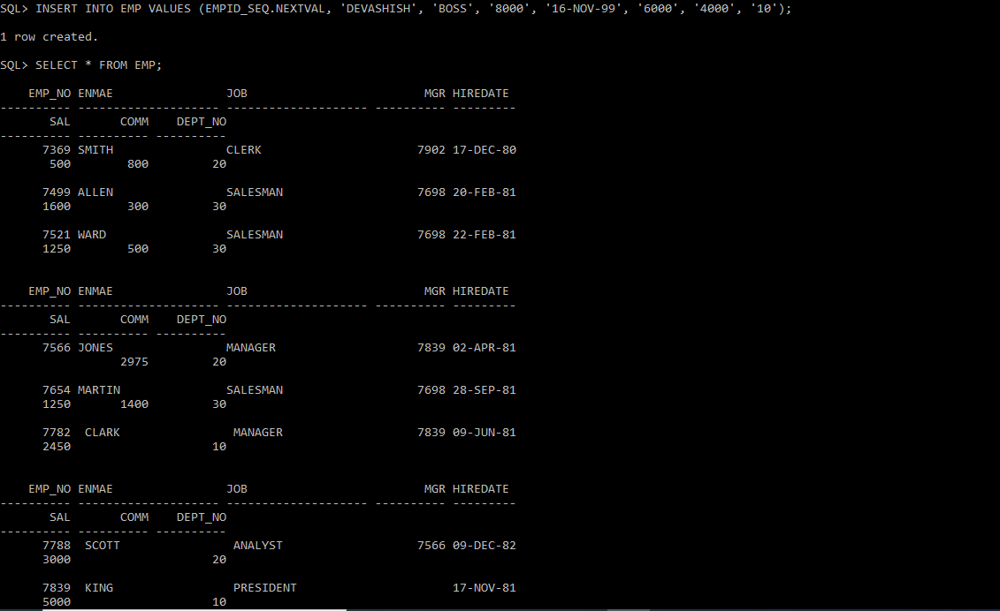 SQL> INSERT INTO EMP VALUES (EMPID_SEQ.NEXTVAL, 'DEVASHISH', 'BOSS', '8000', '16-NOV-99', '6000', '4000', '10');
1 row created.
SQL> SELECT * FROM EMP;
    EMP_NO ENMAE                JOB                         MGR HIREDATE
---------- -------------------- -------------------- ---------- ---------
       SAL       COMM    DEPT_NO
---------- ---------- ----------
      7369 SMITH                CLERK                      7902 17-DEC-80
       500        800         20
      7499 ALLEN                SALESMAN                   7698 20-FEB-81
      1600        300         30
      7521 WARD                 SALESMAN                   7698 22-FEB-81
      1250        500         30
    EMP_NO ENMAE                JOB                         MGR HIREDATE
---------- -------------------- -------------------- ---------- ---------
       SAL       COMM    DEPT_NO
---------- ---------- ----------
      7566 JONES                MANAGER                    7839 02-APR-81
                 2975         20
      7654 MARTIN               SALESMAN                   7698 28-SEP-81
      1250       1400         30
      7782  CLARK                MANAGER                   7839 09-JUN-81
      2450                    10
    EMP_NO ENMAE                JOB                         MGR HIREDATE
---------- -------------------- -------------------- ---------- ---------
       SAL       COMM    DEPT_NO
---------- ---------- ----------
      7788  SCOTT                ANALYST                   7566 09-DEC-82
      3000                    20
      7839  KING                 PRESIDENT                      17-NOV-81
      5000                    10